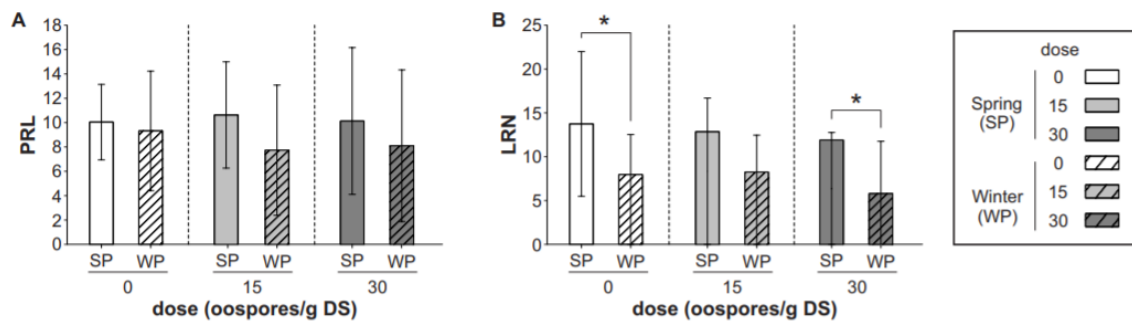 A
PRL
18
16
14
12
10
8
6
4
2
0
SP WP SP WP SP WP
0 15 30
dose (oospores/g DS)
B
LRN
25
20
15
10
5
0
* *
SP WP SP WP SP WP
0 15 30
dose (oospores/g DS)
dose
Spring
(SP)
0
15
30
Winter
(WP)
0
15
30